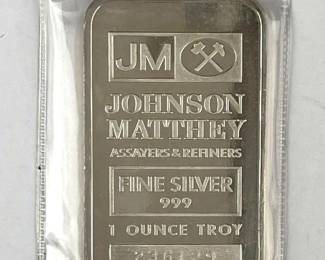 JM
JOHNSON
MATTHEY
ASSAYERS & REFINERS
FINE SILVER
999
1 OUNCE TROY